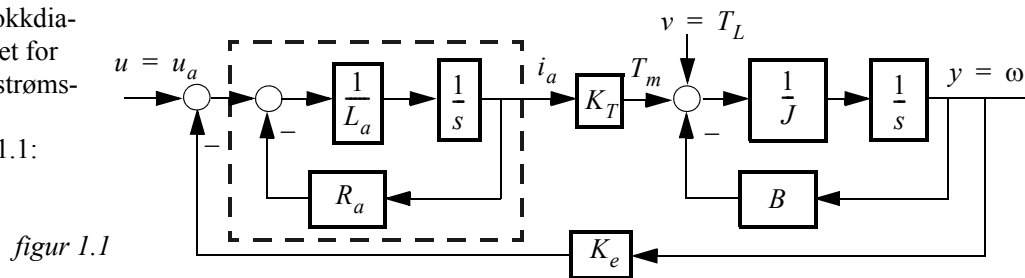 okkdia-
et for
strøms-
1.1:
figur 1.1
u = u_a
v = T_L
i_a
T_m
y = ω
1/L_a
1/s
K_T
1/J
1/s
−
−
−
R_a
B
K_e